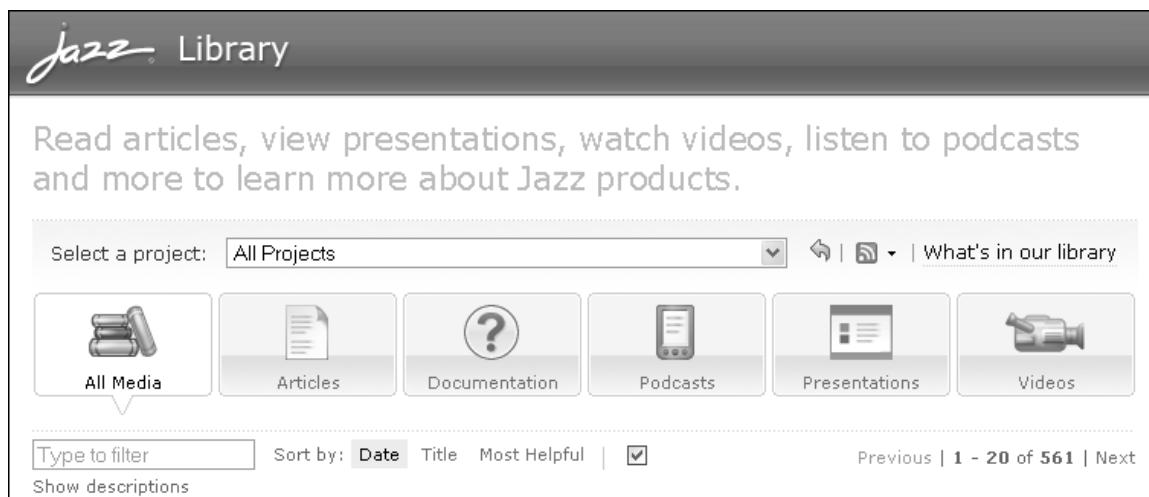 jazz Library
Read articles, view presentations, watch videos, listen to podcasts
and more to learn more about Jazz products.
Select a project: All Projects | | What's in our library
All Media Articles Documentation Podcasts Presentations Videos
Type to filter Sort by: Date Title Most Helpful | Previous | 1 - 20 of 561 | Next
Show descriptions